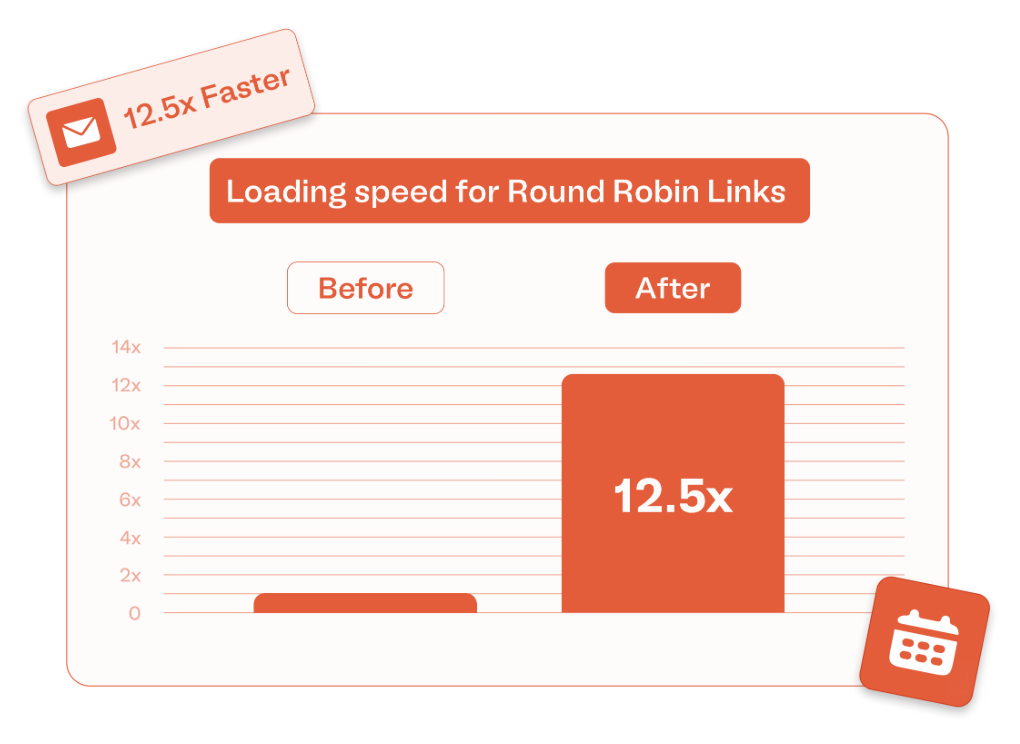 12.5x Faster
Loading speed for Round Robin Links
Before
After
14x
12x
10x
8x
6x
4x
2x
0
12.5x